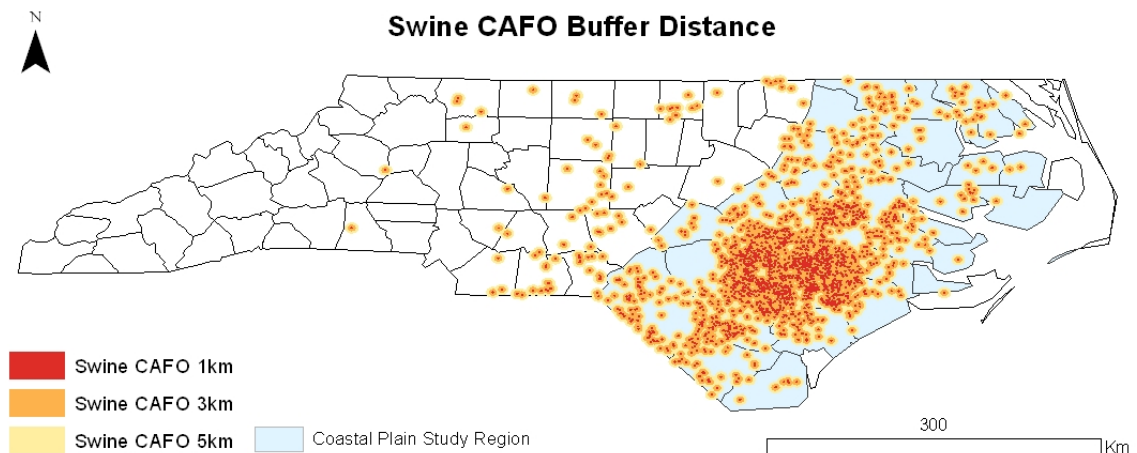 N
Swine CAFO Buffer Distance
Swine CAFO 1km
Swine CAFO 3km
Swine CAFO 5km
Coastal Plain Study Region
300
Km